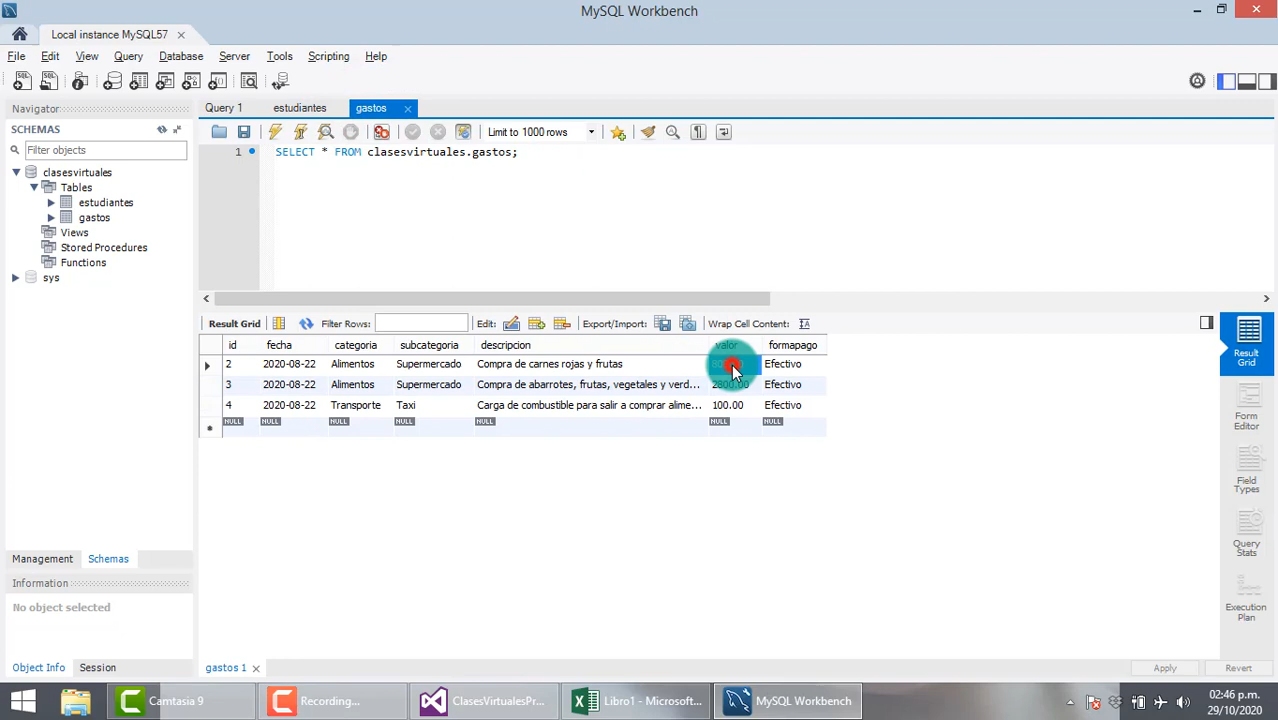 MySQL Workbench
Local instance MySQL57
File Edit View Query Database Server Tools Scripting Help
Navigator
SCHEMAS
Filter objects
clasesvirtuales
Tables
estudiantes
gastos
Views
Stored Procedures
Functions
sys
Management Schemas
Information
No object selected
Object Info Session
Query 1 estudiantes gastos
Limit to 1000 rows
1 SELECT * FROM clasesvirtuales.gastos;
Result Grid Filter Rows: Edit: Export/Import: Wrap Cell Content:
id fecha categoria subcategoria descripcion valor formapago
2 2020-08-22 Alimentos Supermercado Compra de carnes rojas y frutas Efectivo
3 2020-08-22 Alimentos Supermercado Compra de abarrotes, frutas, vegetales y verd... 2800.00 Efectivo
4 2020-08-22 Transporte Taxi Carga de combustible para salir a comprar alime... 100.00 Efectivo
NULL NULL NULL NULL NULL NULL NULL
Result Grid
Form Editor
Field Types
Query Stats
Execution Plan
gastos 1
Apply Revert
Camtasia 9
Recording...
ClasesVirtualesPr...
Libro1 - Microsoft...
MySQL Workbench
02:46 p.m.
29/10/2020